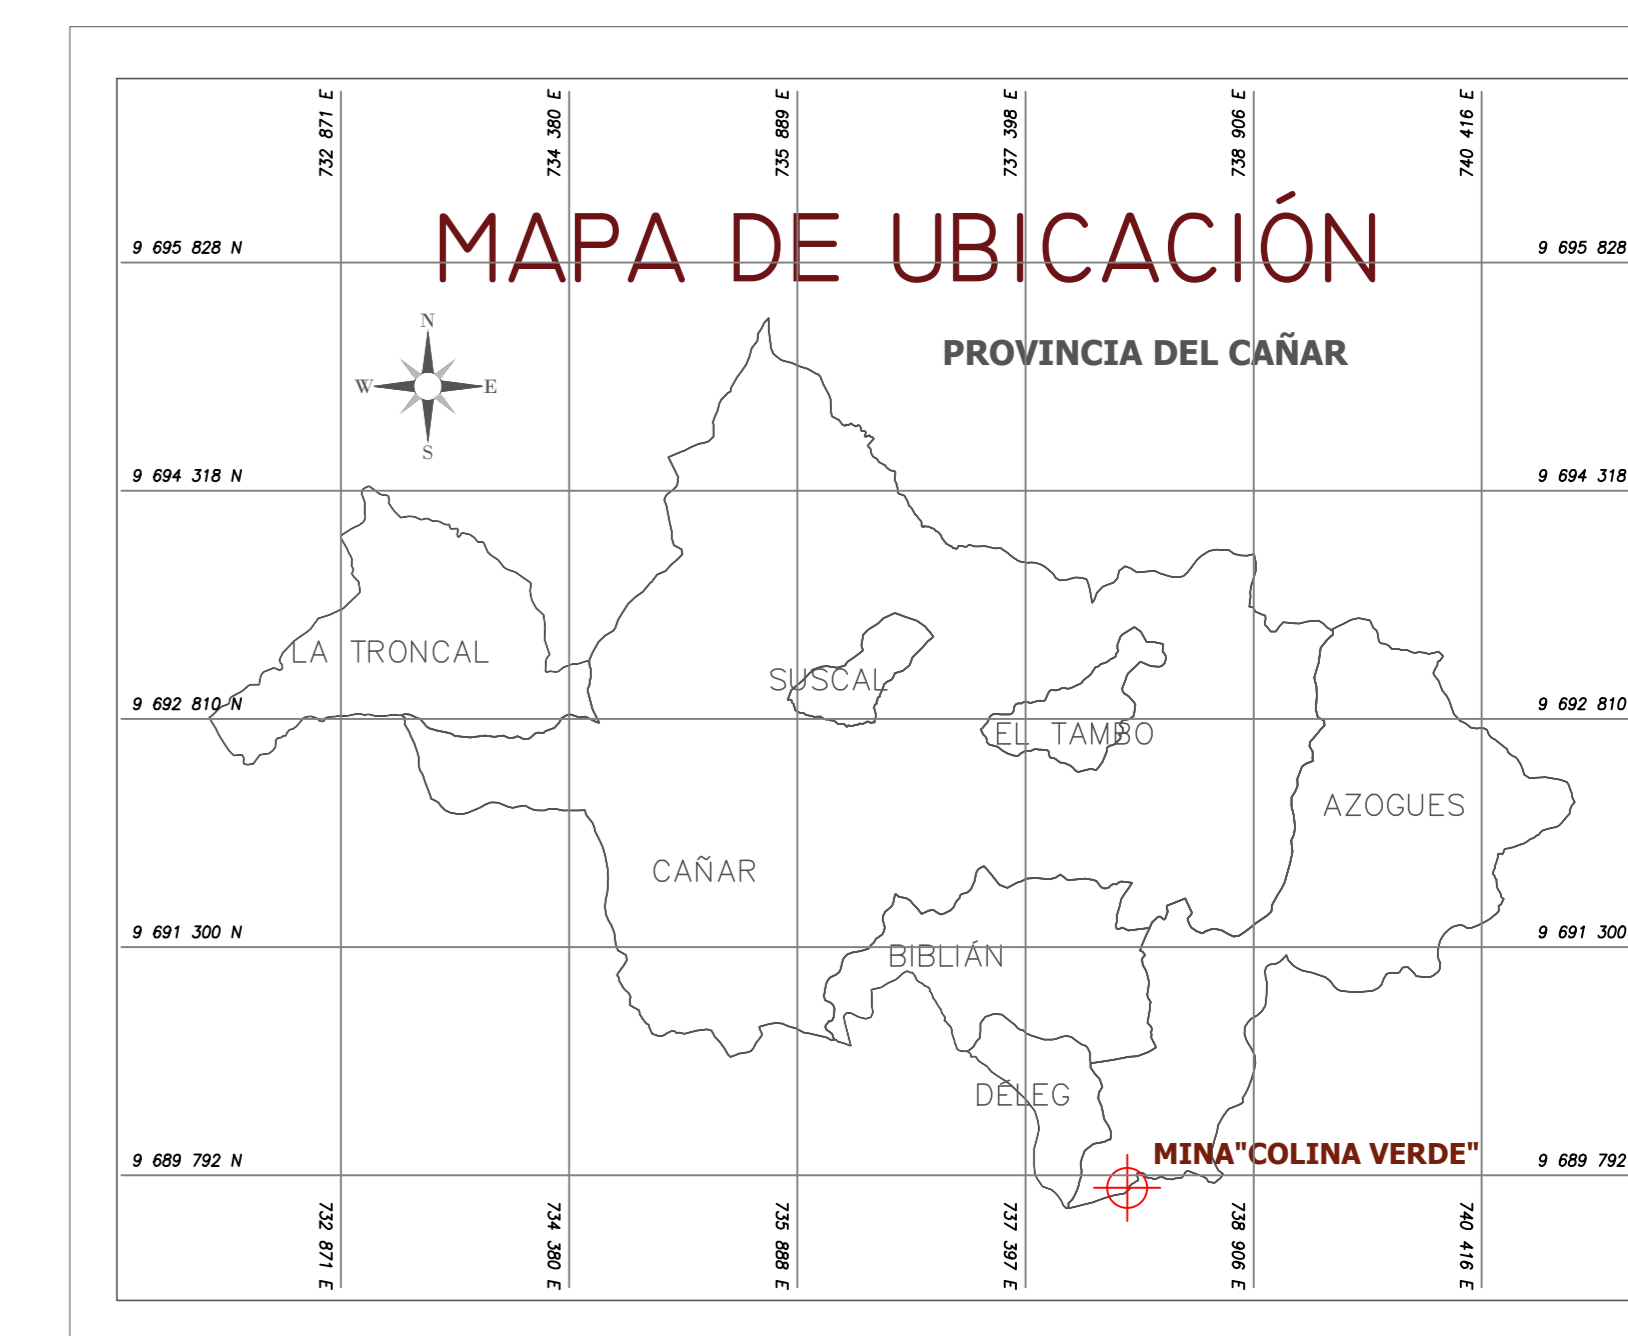 732 871 E
734 380 E
735 889 E
737 398 E
738 906 E
740 416 E
MAPA DE UBICACIÓN
9 695 828 N
9 695 828
PROVINCIA DEL CAÑAR
N
W
E
S
9 694 318 N
9 694 318
LA TRONCAL
SUSCAL
9 692 810 N
9 692 810
EL TAMBO
AZOGUES
CAÑAR
9 691 300 N
9 691 300
BIBLIÁN
DÉLEG
MINA"COLINA VERDE"
9 689 792 N
9 689 792
732 871 E
734 380 E
735 888 E
737 397 E
738 906 E
740 416 E